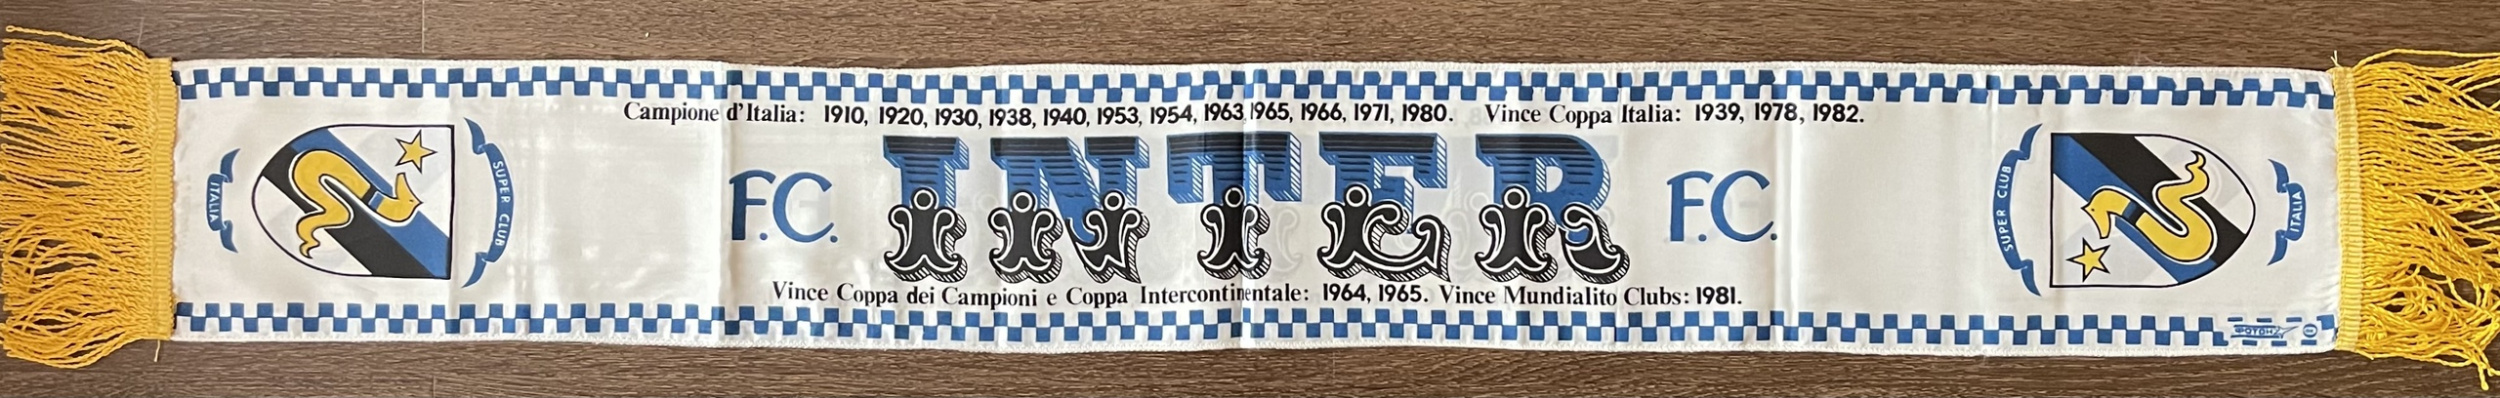 Campione d'Italia: 1910, 1920, 1930, 1938, 1940, 1953, 1954, 1963 1965, 1966, 1971, 1980. Vince Coppa Italia: 1939, 1978, 1982.
ITALIA
SUPER CLUB
F.C. INTER F.C.
SUPER CLUB
ITALIA
Vince Coppa dei Campioni e Coppa Intercontinentale: 1964, 1965. Vince Mundialito Clubs: 1981.